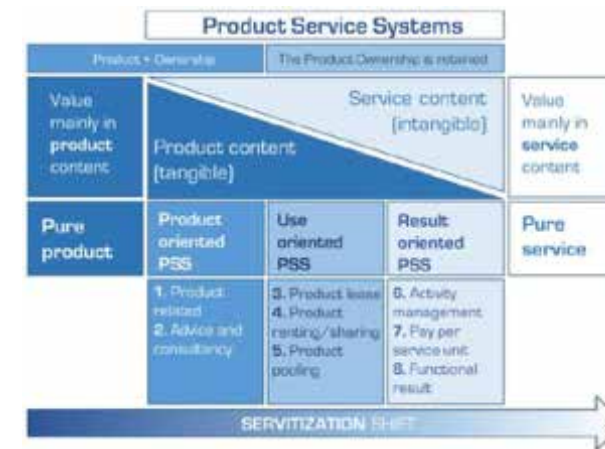 Product Service Systems
Product + Ownership
The Product Ownership is retained
Value
mainly in
product
content
Product content
(tangible)
Service content
(intangible)
Value
mainly in
service
content
Pure
product
Product
oriented
PSS
Use
oriented
PSS
Result
oriented
PSS
Pure
service
1. Product
related
2. Advice and
consultancy
3. Product lease
4. Product
renting/sharing
5. Product
pooling
6. Activity
management
7. Pay per
service unit
8. Functional
result
SERVITIZATION SHIFT